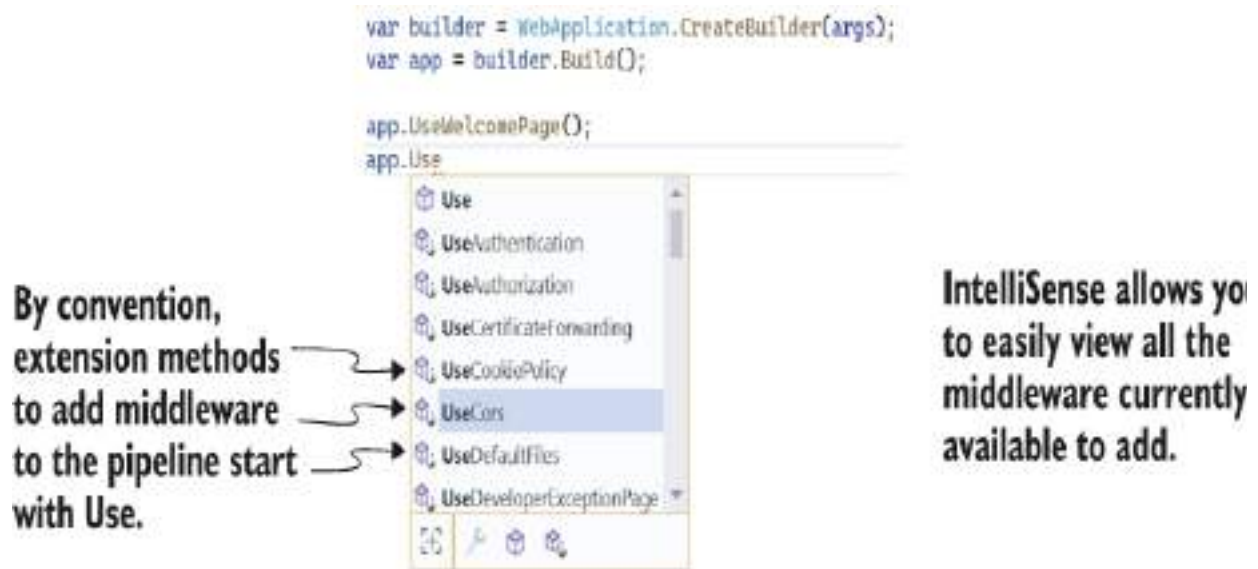 var builder = WebApplication.CreateBuilder(args);
var app = builder.Build();
app.UseWelcomePage();
app.Use
Use
UseAuthentication
UseAuthorization
UseCertificateForwarding
UseCookiePolicy
UseCors
UseDefaultFiles
UseDeveloperExceptionPage
By convention,
extension methods
to add middleware
to the pipeline start
with Use.
IntelliSense allows you
to easily view all the
middleware currently
available to add.